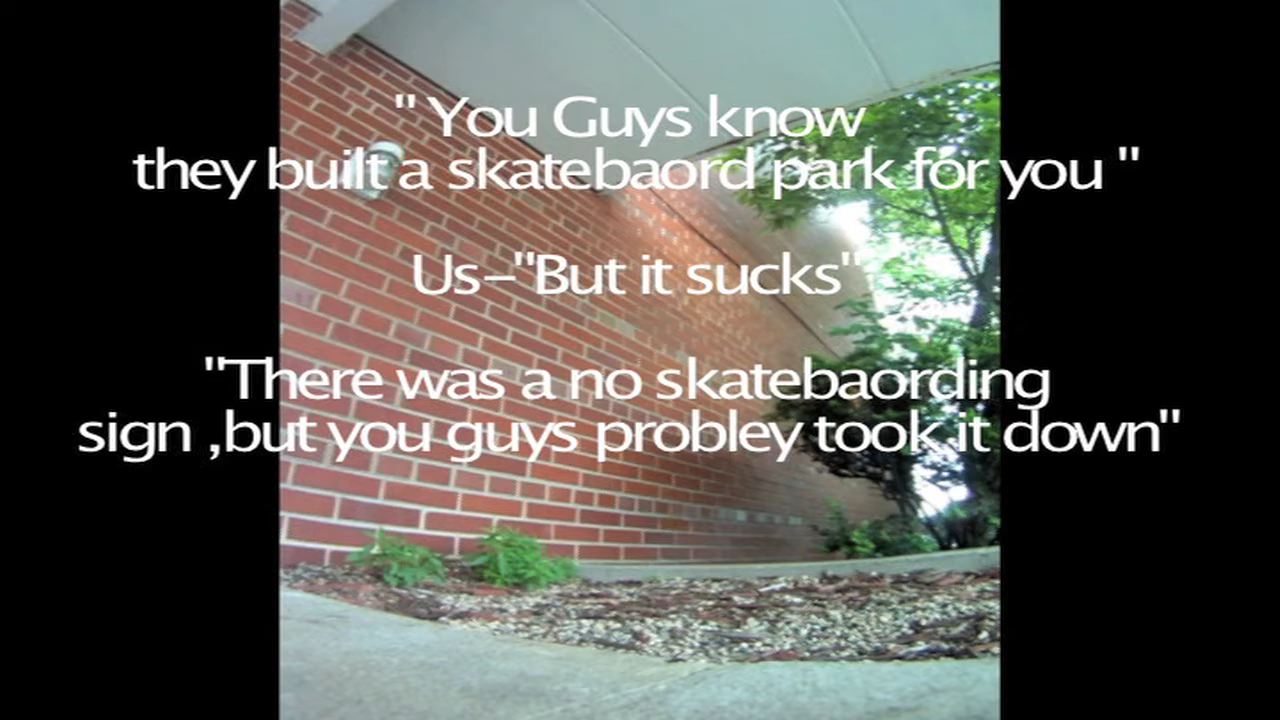 " You Guys know
they built a skatebaord park for you "
Us-"But it sucks"
"There was a no skatebaording
sign ,but you guys probley took it down"